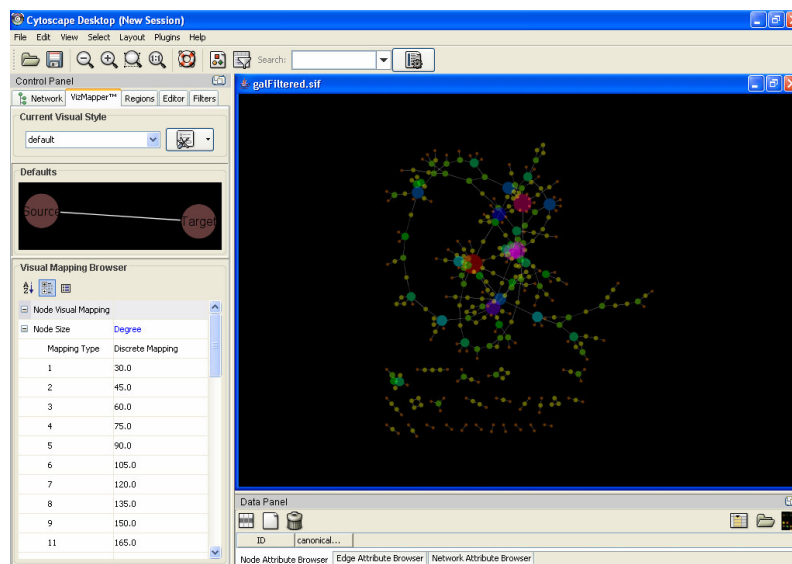 Cytoscape Desktop (New Session)
File Edit View Select Layout Plugins Help
Search:
Control Panel
galFiltered.sif
Network VizMapper™ Regions Editor Filters
Current Visual Style
default
Defaults
Source Target
Visual Mapping Browser
Node Visual Mapping
Node Size Degree
Mapping Type Discrete Mapping
1 30.0
2 45.0
3 60.0
4 75.0
5 90.0
6 105.0
7 120.0
8 135.0
9 150.0
11 165.0
Data Panel
ID canonical...
Node Attribute Browser Edge Attribute Browser Network Attribute Browser